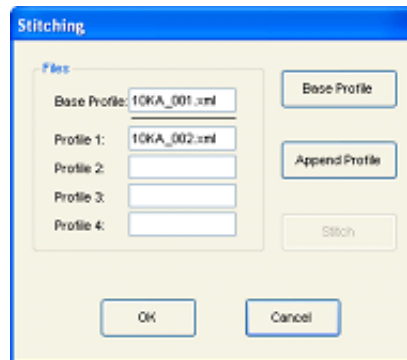 Stitching
Files
Base Profile: 10KA_001.xml
Base Profile
Profile 1: 10KA_002.xml
Profile 2:
Append Profile
Profile 3:
Profile 4:
Stitch
OK
Cancel